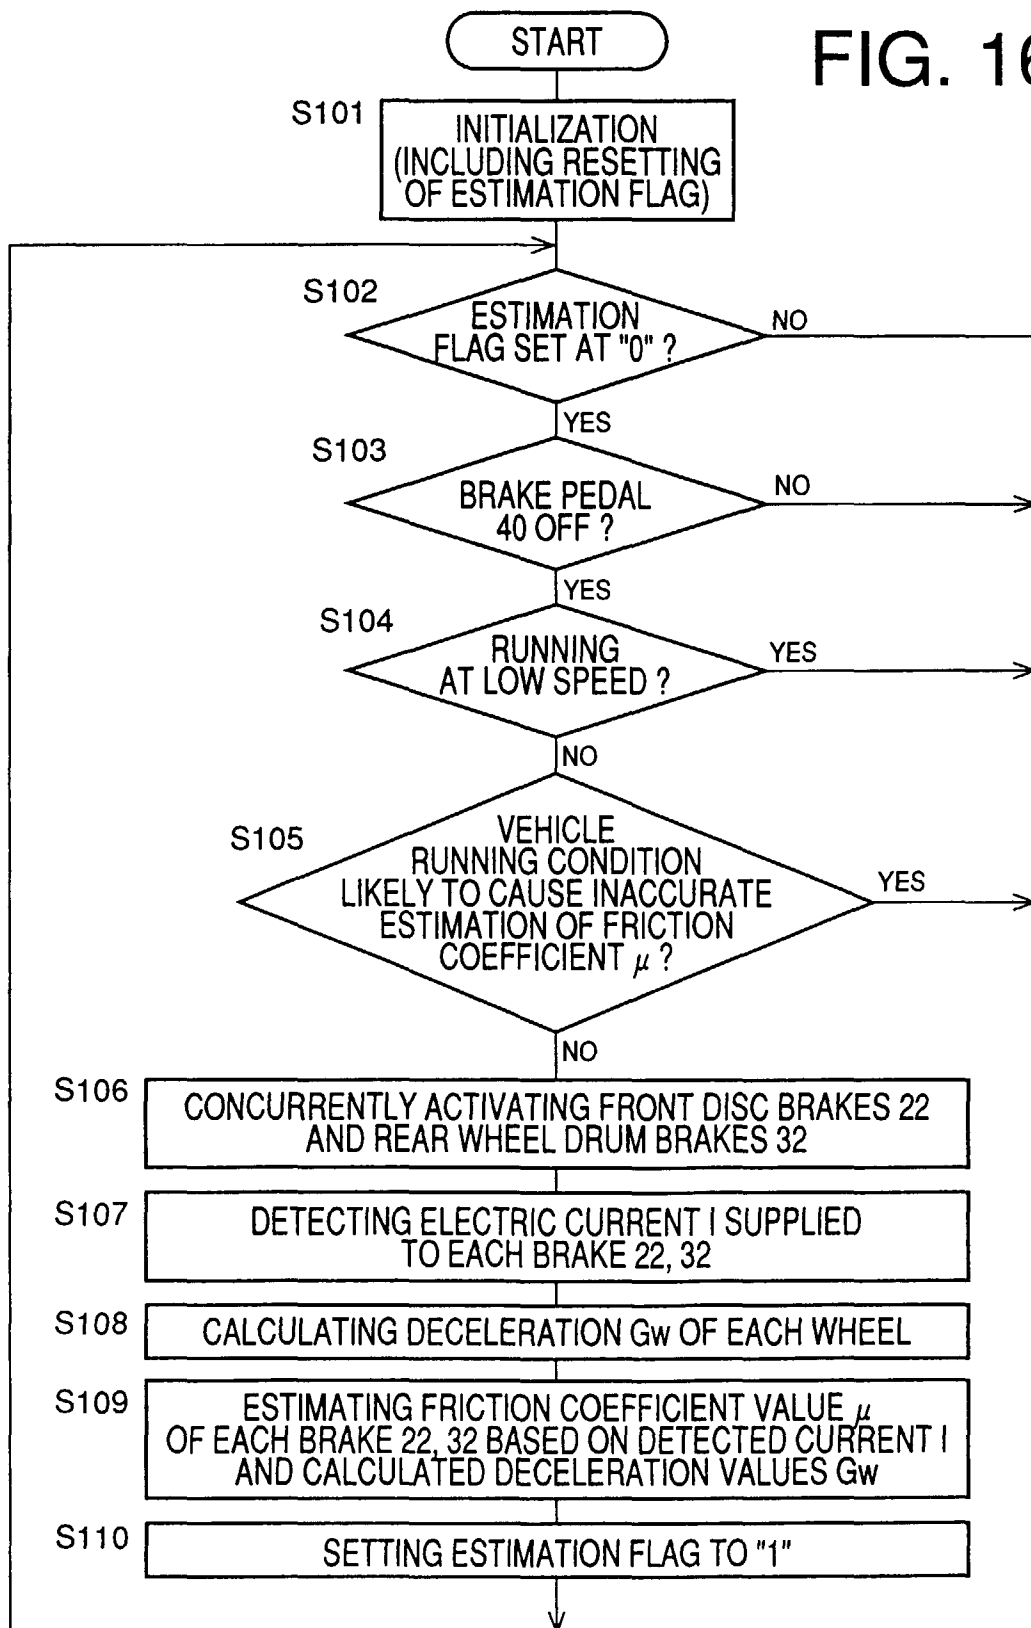 START
FIG. 16
S101
INITIALIZATION
(INCLUDING RESETTING
OF ESTIMATION FLAG)
S102
ESTIMATION
FLAG SET AT "0" ?
NO
YES
S103
BRAKE PEDAL
40 OFF ?
NO
YES
S104
RUNNING
AT LOW SPEED ?
YES
NO
S105
VEHICLE
RUNNING CONDITION
LIKELY TO CAUSE INACCURATE
ESTIMATION OF FRICTION
COEFFICIENT μ ?
YES
NO
S106
CONCURRENTLY ACTIVATING FRONT DISC BRAKES 22
AND REAR WHEEL DRUM BRAKES 32
S107
DETECTING ELECTRIC CURRENT I SUPPLIED
TO EACH BRAKE 22, 32
S108
CALCULATING DECELERATION Gw OF EACH WHEEL
S109
ESTIMATING FRICTION COEFFICIENT VALUE μ
OF EACH BRAKE 22, 32 BASED ON DETECTED CURRENT I
AND CALCULATED DECELERATION VALUES Gw
S110
SETTING ESTIMATION FLAG TO "1"